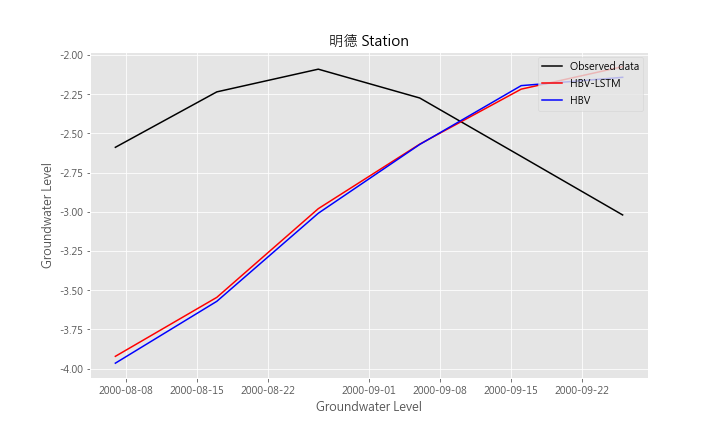 明德 Station
Observed data
HBV-LSTM
HBV
Groundwater Level
-2.00
-2.25
-2.50
-2.75
-3.00
-3.25
-3.50
-3.75
-4.00
2000-08-08 2000-08-15 2000-08-22 2000-09-01 2000-09-08 2000-09-15 2000-09-22
Groundwater Level